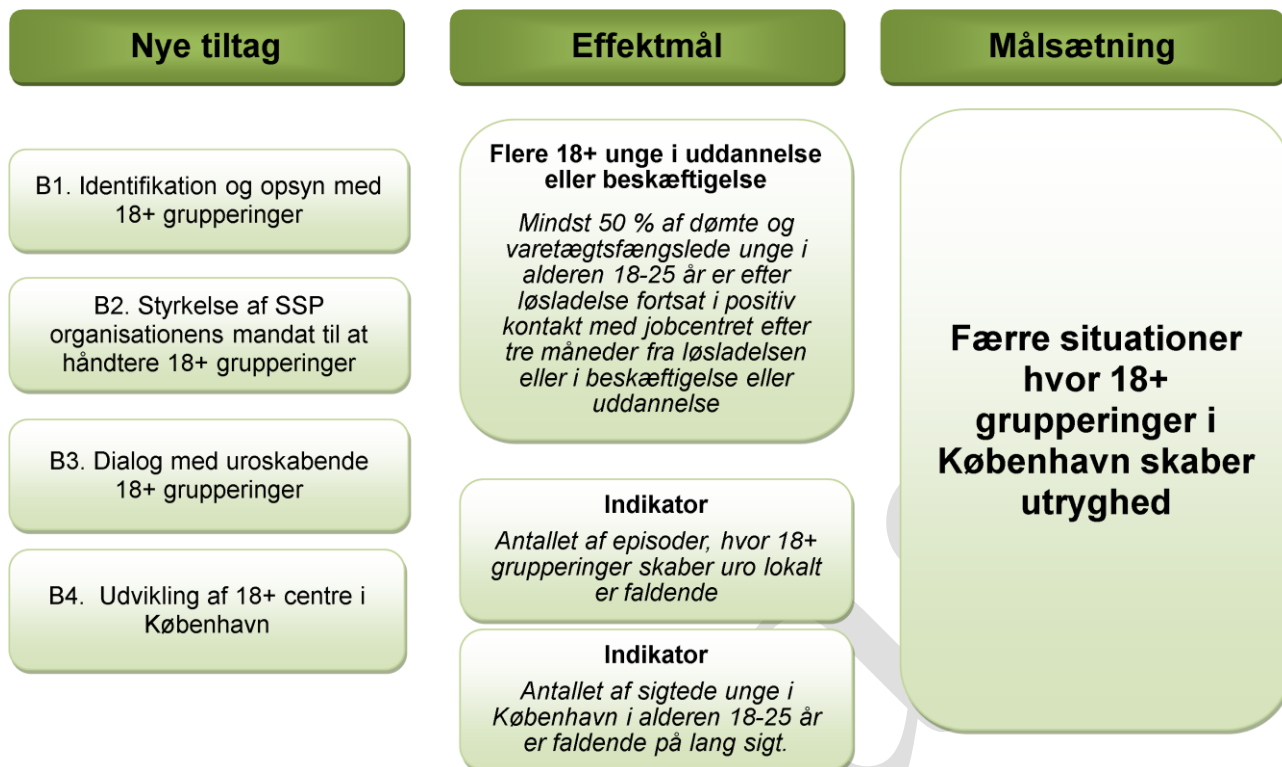 Nye tiltag
B1. Identifikation og opsyn med
18+ grupperinger
B2. Styrkelse af SSP
organisationens mandat til at
håndtere 18+ grupperinger
B3. Dialog med uroskabende
18+ grupperinger
B4. Udvikling af 18+ centre i
København
Effektmål
Flere 18+ unge i uddannelse
eller beskæftigelse
Mindst 50 % af dømte og
varetægtsfængslede unge i
alderen 18-25 år er efter
løsladelse fortsat i positiv
kontakt med jobcentret efter
tre måneder fra løsladelsen
eller i beskæftigelse eller
uddannelse
Indikator
Antallet af episoder, hvor 18+
grupperinger skaber uro lokalt
er faldende
Indikator
Antallet af sigtede unge i
København i alderen 18-25 år
er faldende på lang sigt.
Målsætning
Færre situationer
hvor 18+
grupperinger i
København skaber
utryghed